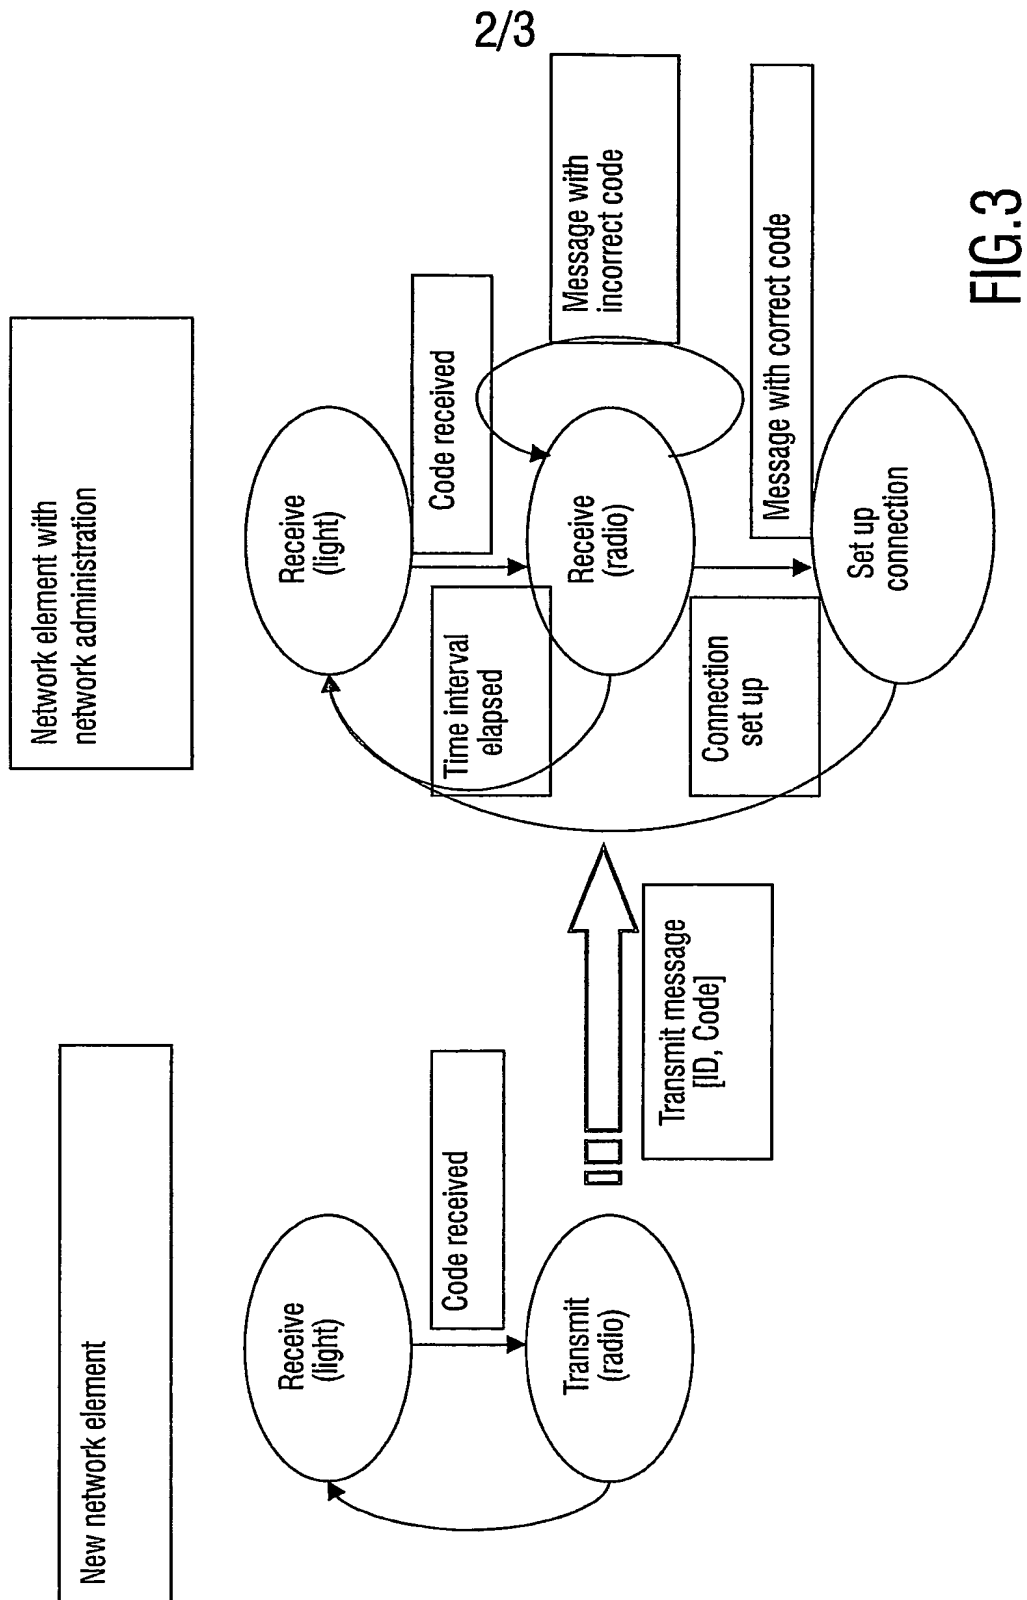 2/3
New network element
Network element with
network administration
Receive
(light)
Code received
Transmit
(radio)
Transmit message
[ID, Code]
Receive
(light)
Code received
Time interval
elapsed
Receive
(radio)
Message with
incorrect code
Connection
set up
Message with correct code
Set up
connection
FIG.3